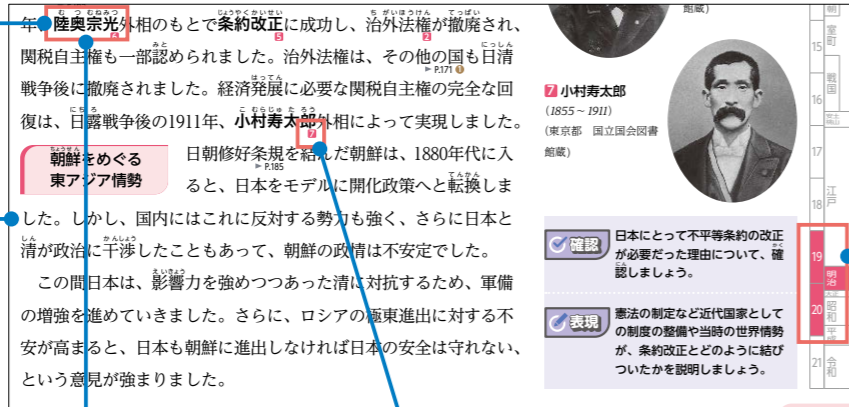 年、陸奥宗光外相のもとで条約改正に成功し、治外法権が撤廃され、
関税自主権も一部認められました。治外法権は、その他の国も日清
戦争後に撤廃されました。経済発展に必要な関税自主権の完全な回
復は、日露戦争後の1911年、小村寿太郎外相によって実現しました。
▶P.171 1
6
5
2
7
朝鮮をめぐる
東アジア情勢
日朝修好条規を結んだ朝鮮は、1880年代に入
▶P.185
ると、日本をモデルに開化政策へと転換しま
した。しかし、国内にはこれに反対する勢力も強く、さらに日本と
清が政治に干渉したこともあって、朝鮮の政情は不安定でした。
この間日本は、影響力を強めつつあった清に対抗するため、軍備
の増強を進めていきました。さらに、ロシアの極東進出に対する不
安が高まると、日本も朝鮮に進出しなければ日本の安全は守れない、
という意見が強まりました。
館蔵)
7 小村寿太郎
(1855～1911)
(東京都 国立国会図書
館蔵)
確認
日本にとって不平等条約の改正
が必要だった理由について、確
認しましょう。
表現
憲法の制定など近代国家として
の制度の整備や当時の世界情勢
が、条約改正とどのように結び
ついたかを説明しましょう。
朝
15 室町
戦国
16
安土桃山
17
江戸
18
19
明治
大正
20 昭和
平成
21 令和